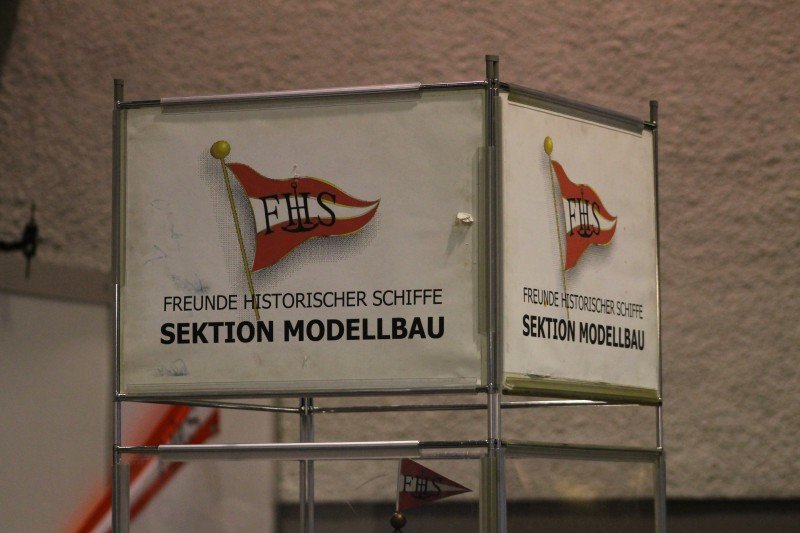 FHS
FREUNDE HISTORISCHER SCHIFFE
SEKTION MODELLBAU
FHS
FREUNDE HISTORISCHER SCHIFFE
SEKTION MODELLBAU
FHS